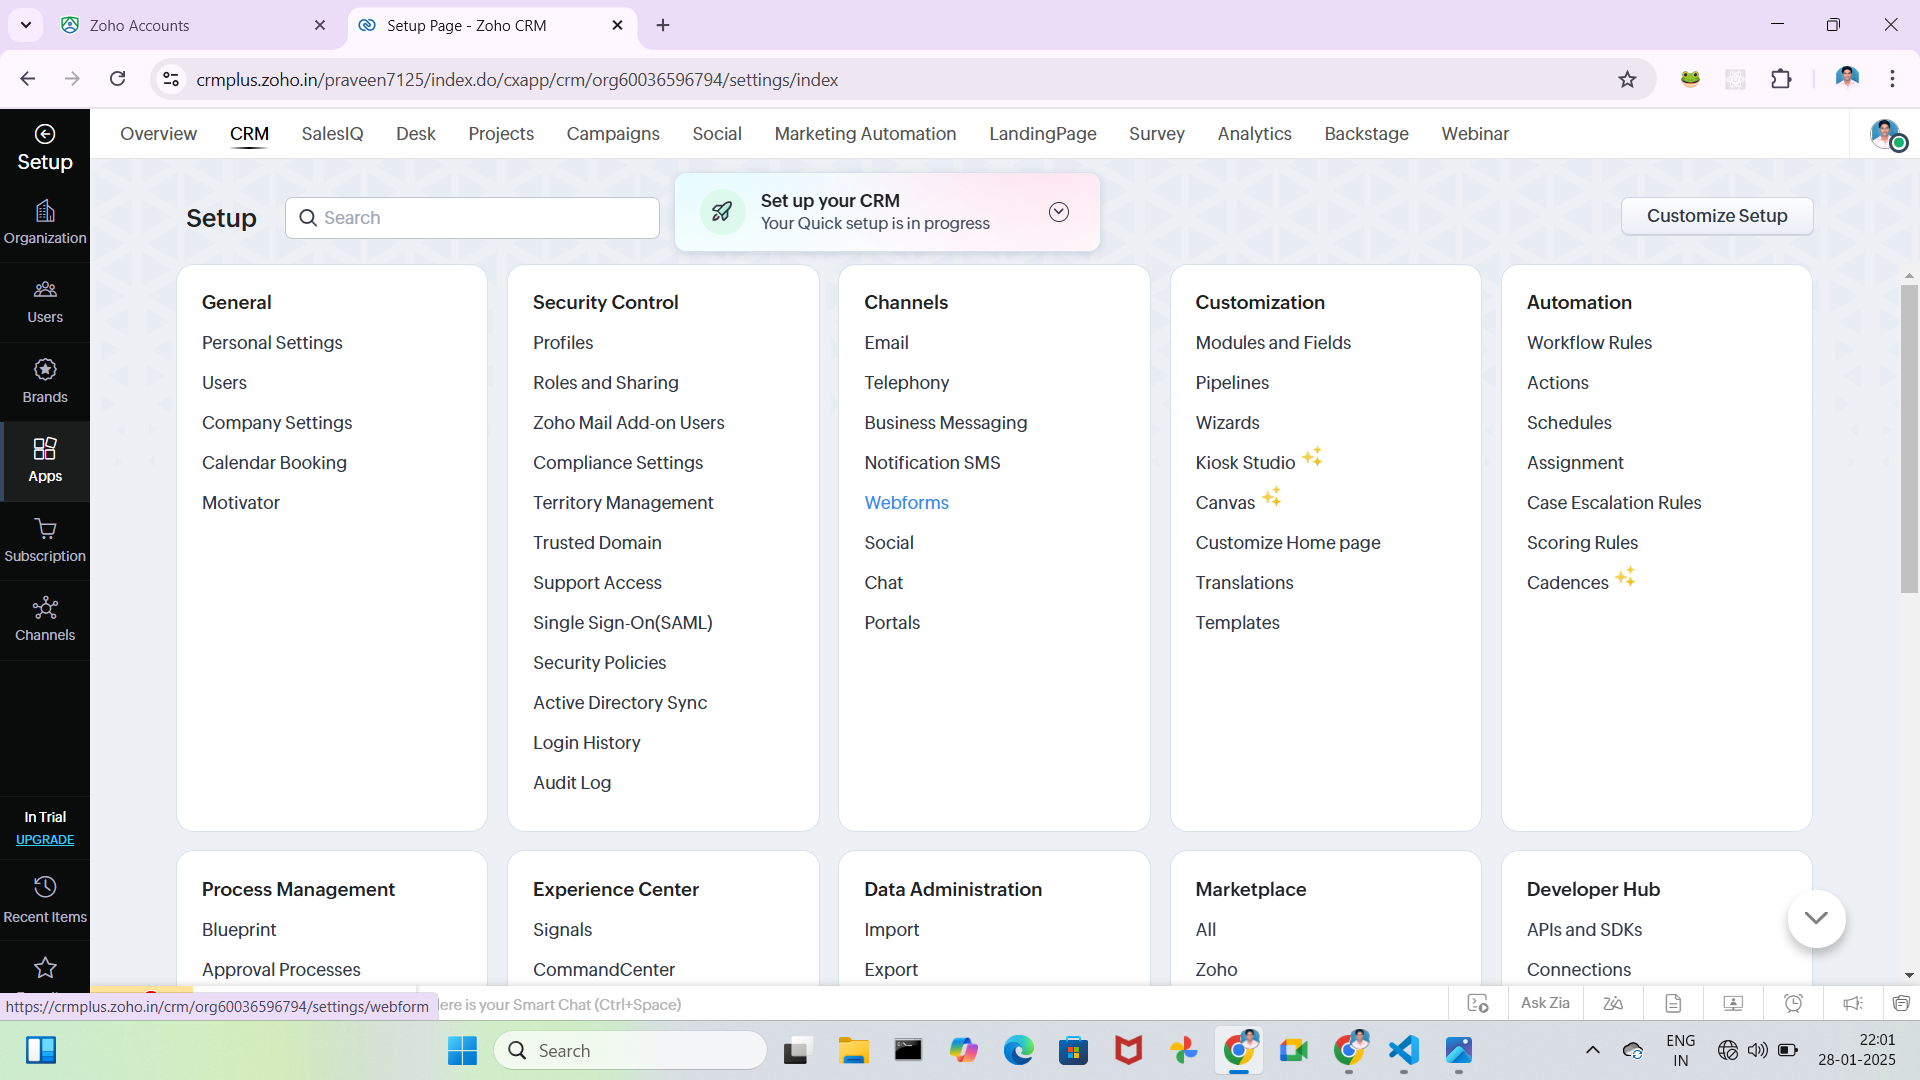 Zoho Accounts
Setup Page - Zoho CRM
crmplus.zoho.in/praveen7125/index.do/cxapp/crm/org60036596794/settings/index
Setup
Overview CRM SalesIQ Desk Projects Campaigns Social Marketing Automation LandingPage Survey Analytics Backstage Webinar
Organization
Users
Brands
Apps
Subscription
Channels
In Trial
UPGRADE
Recent Items
Setup
Search
Set up your CRM
Your Quick setup is in progress
Customize Setup
General
Personal Settings
Users
Company Settings
Calendar Booking
Motivator
Security Control
Profiles
Roles and Sharing
Zoho Mail Add-on Users
Compliance Settings
Territory Management
Trusted Domain
Support Access
Single Sign-On(SAML)
Security Policies
Active Directory Sync
Login History
Audit Log
Channels
Email
Telephony
Business Messaging
Notification SMS
Webforms
Social
Chat
Portals
Customization
Modules and Fields
Pipelines
Wizards
Kiosk Studio
Canvas
Customize Home page
Translations
Templates
Automation
Workflow Rules
Actions
Schedules
Assignment
Case Escalation Rules
Scoring Rules
Cadences
Process Management
Blueprint
Approval Processes
Experience Center
Signals
CommandCenter
Data Administration
Import
Export
Marketplace
All
Zoho
Developer Hub
APIs and SDKs
Connections
https://crmplus.zoho.in/crm/org60036596794/settings/webform
is your Smart Chat (Ctrl+Space)
Ask Zia
Search
ENG
IN
22:01
28-01-2025